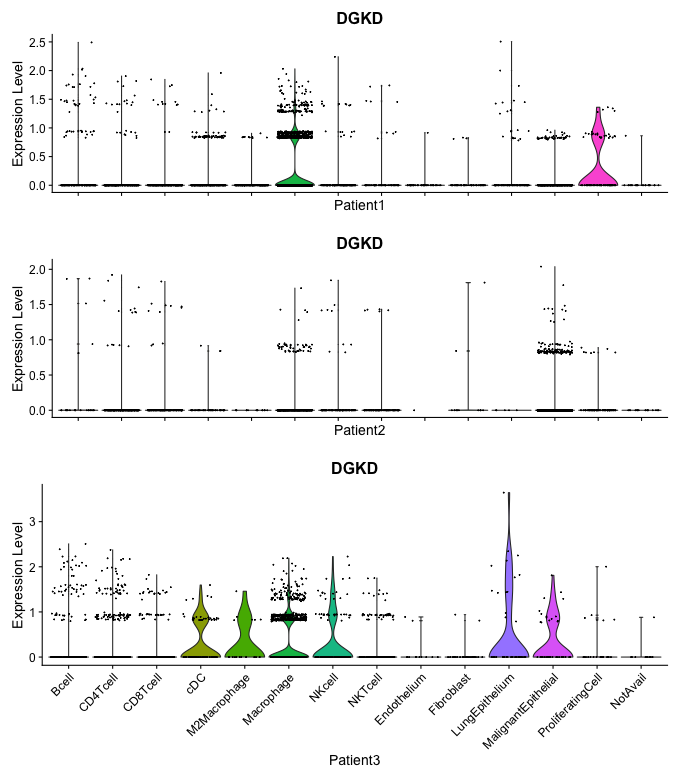 DGKD
Expression Level
2.5
2.0
1.5
1.0
0.5
0.0
Patient1
DGKD
Expression Level
2.0
1.5
1.0
0.5
0.0
Patient2
DGKD
Expression Level
3
2
1
0
Bcell
CD4Tcell
CD8Tcell
cDC
M2Macrophage
Macrophage
NKcell
NKTcell
Endothelium
Fibroblast
LungEpithelium
MalignantEpithelial
ProliferatingCell
NotAvail
Patient3